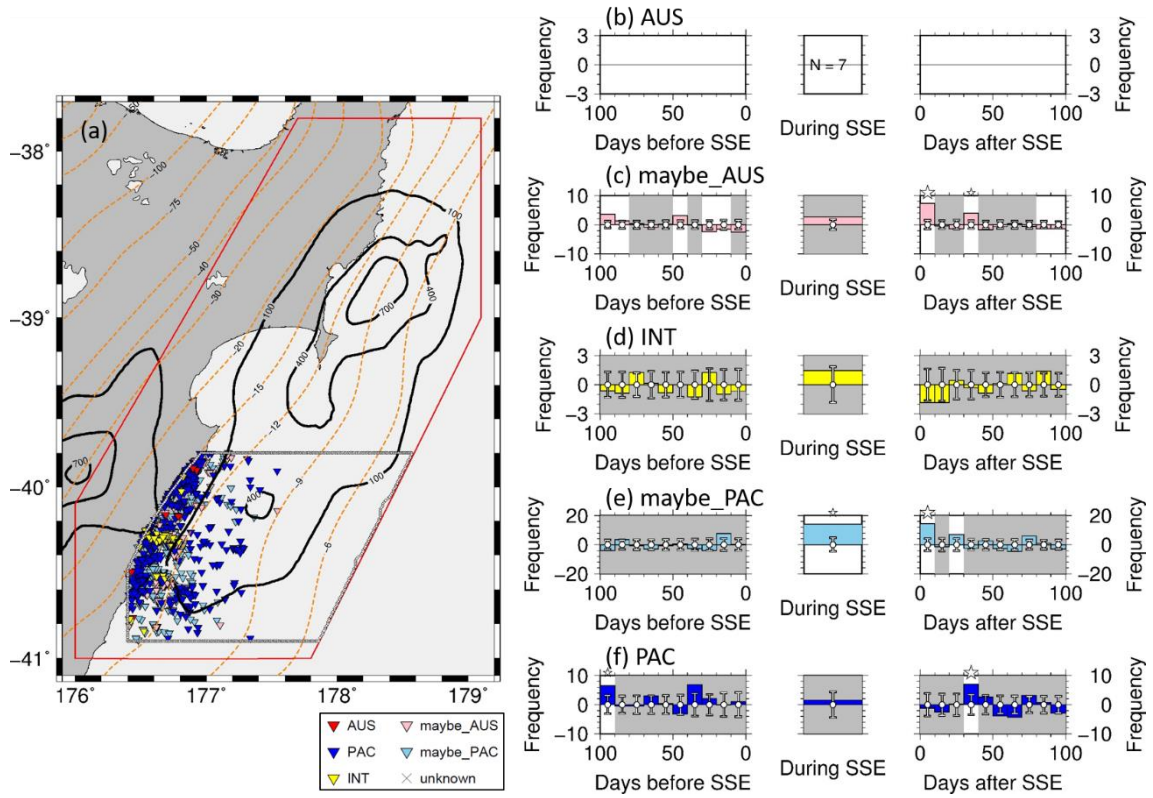 (a)
−38
−39
−40
−41
176
177
178
179
−50
−100
−75
−50
−40
−30
−20
−15
−12
−9
−6
100
100
400
400
700
700
400
100
AUS
maybe_AUS
PAC
maybe_PAC
INT
unknown
(b) AUS
Frequency
3
0
−3
N = 7
Frequency
3
0
−3
100 50 0
0 50 100
Days before SSE
During SSE
Days after SSE
(c) maybe_AUS
Frequency
10
0
−10
Frequency
10
0
−10
100 50 0
0 50 100
Days before SSE
During SSE
Days after SSE
(d) INT
Frequency
3
0
−3
Frequency
3
0
−3
100 50 0
0 50 100
Days before SSE
During SSE
Days after SSE
(e) maybe_PAC
Frequency
20
0
−20
Frequency
20
0
−20
100 50 0
0 50 100
Days before SSE
During SSE
Days after SSE
(f) PAC
Frequency
10
0
−10
Frequency
10
0
−10
100 50 0
0 50 100
Days before SSE
During SSE
Days after SSE